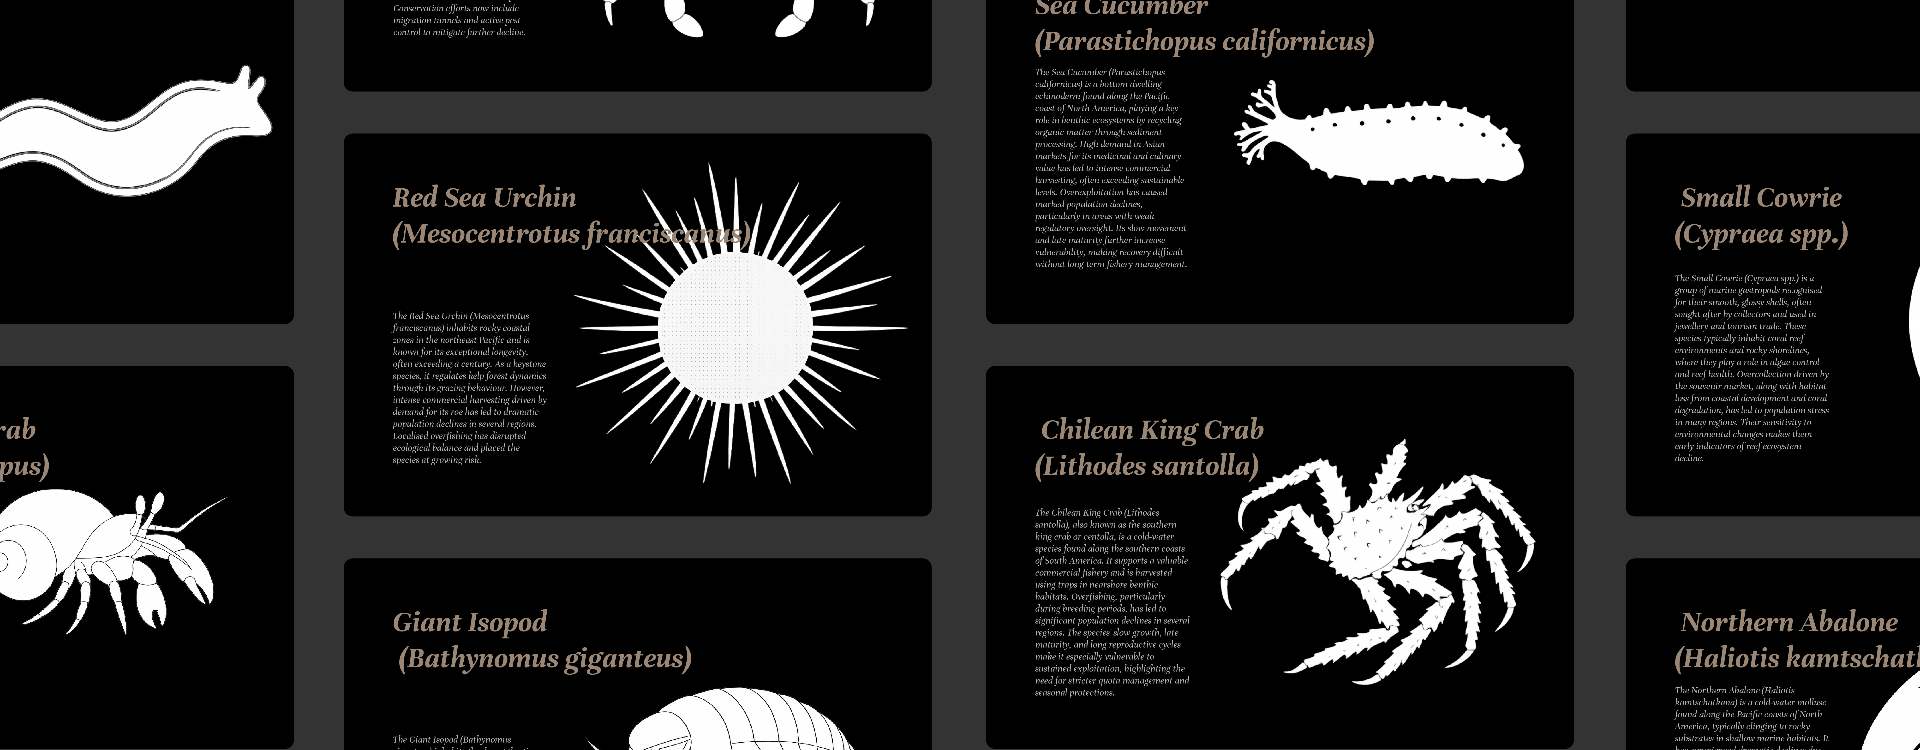 rab
pus)
Conservation efforts now include
migration tunnels and active pest
control to mitigate further decline.
Red Sea Urchin
(Mesocentrotus franciscanus)
The Red Sea Urchin (Mesocentrotus
franciscanus) inhabits rocky coastal
zones in the northeast Pacific and is
known for its exceptional longevity,
often exceeding a century. As a keystone
species, it regulates kelp forest dynamics
through its grazing behaviour. However,
intense commercial harvesting driven by
demand for its roe has led to dramatic
population declines in several regions.
Localised overfishing has disrupted
ecological balance and placed the
species at growing risk.
Giant Isopod
(Bathynomus giganteus)
The Giant Isopod (Bathynomus
Sea Cucumber
(Parastichopus californicus)
The Sea Cucumber (Parastichopus
californicus) is a bottom dwelling
echinoderm found along the Pacific
coast of North America, playing a key
role in benthic ecosystems by recycling
organic matter through sediment
processing. High demand in Asian
markets for its medicinal and culinary
value has led to intense commercial
harvesting, often exceeding sustainable
levels. Overexploitation has caused
marked population declines,
particularly in areas with weak
regulatory oversight. Its slow movement
and late maturity further increase
vulnerability, making recovery difficult
without long term fishery management.
Chilean King Crab
(Lithodes santolla)
The Chilean King Crab (Lithodes
santolla), also known as the southern
king crab or centolla, is a cold-water
species found along the southern coasts
of South America. It supports a valuable
commercial fishery and is harvested
using traps in nearshore benthic
habitats. Overfishing, particularly
during breeding periods, has led to
significant population declines in several
regions. The species slow growth, late
maturity, and long reproductive cycles
make it especially vulnerable to
sustained exploitation, highlighting the
need for stricter quota management and
seasonal protections.
Small Cowrie
(Cypraea spp.)
The Small Cowrie (Cypraea spp.) is a
group of marine gastropods recognised
for their smooth, glossy shells, often
sought after by collectors and used in
jewellery and tourism trade. These
species typically inhabit coral reef
environments and rocky shorelines,
where they play a role in algae control
and reef health. Overcollection driven by
the souvenir market, along with habitat
loss from coastal development and coral
degradation, has led to population stress
in many regions. Their sensitivity to
environmental changes makes them
early indicators of reef ecosystem
decline.
Northern Abalone
(Haliotis kamtschat
The Northern Abalone (Haliotis
kamtschatkana) is a cold-water mollusc
found along the Pacific coasts of North
America, typically clinging to rocky
substrates in shallow marine habitats. It